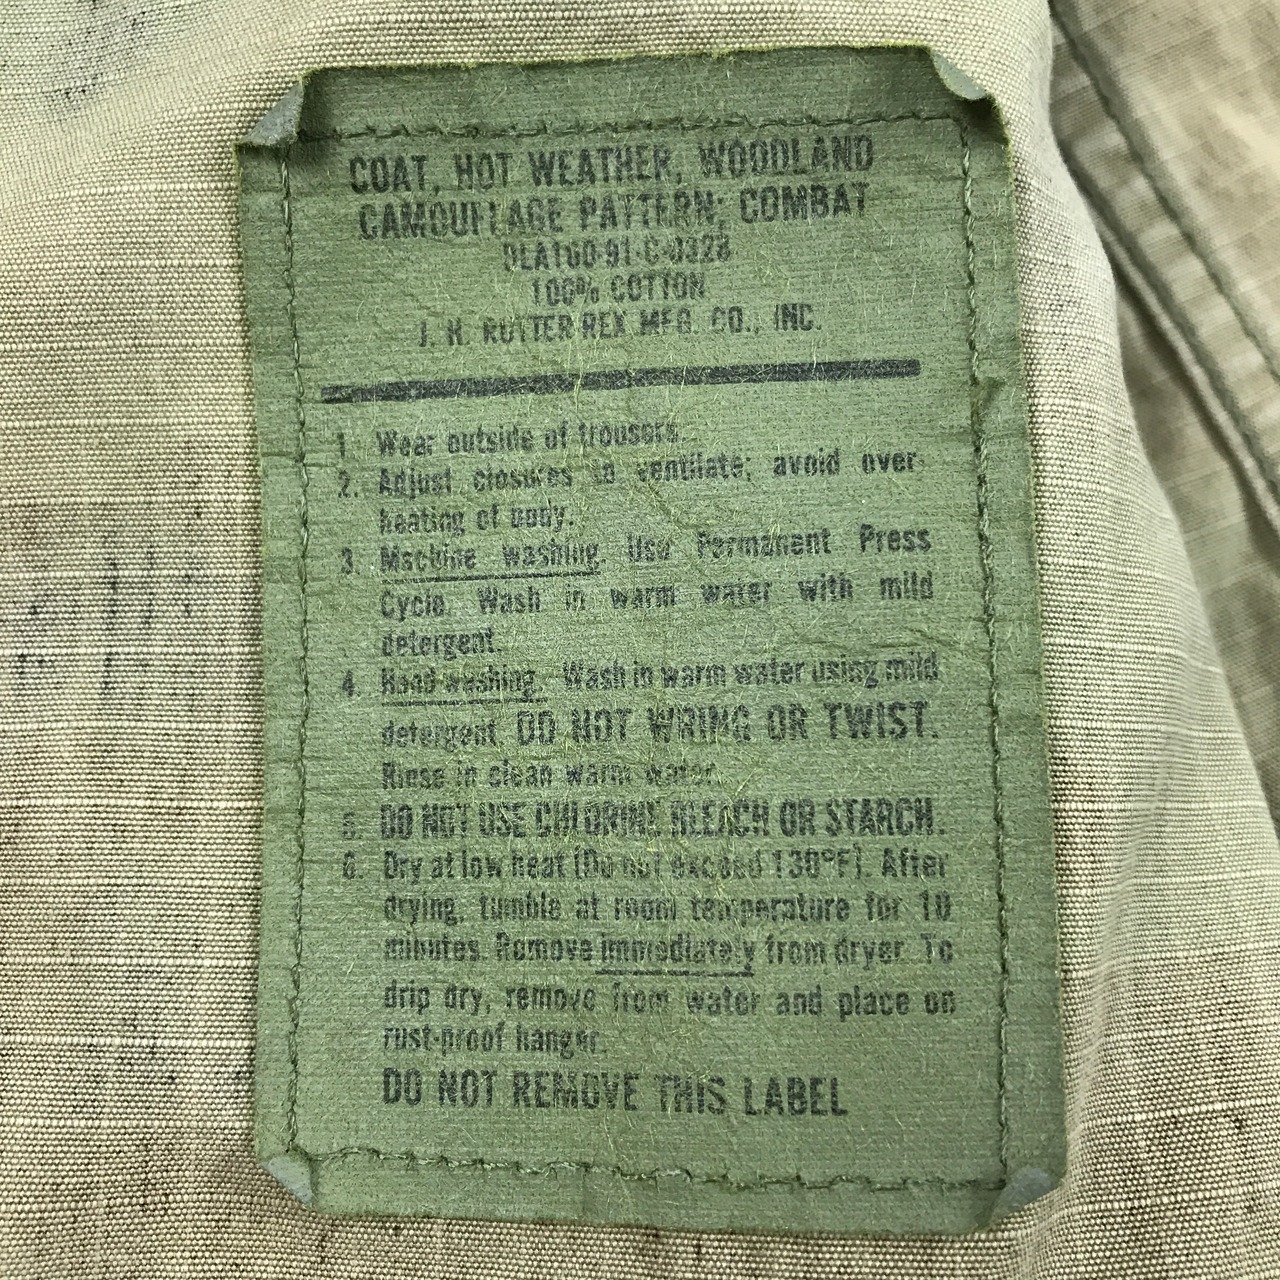 COAT, HOT WEATHER, WOODLAND
CAMOUFLAGE PATTERN; COMBAT
DLA100-91-C-0328
100% COTTON
J. H. RUTTER REX MFG. CO., INC.
1. Wear outside of trousers.
2. Adjust closures to ventilate; avoid over-
heating of body.
3. Machine washing. Use Permanent Press
Cycle. Wash in warm water with mild
detergent.
4. Hand washing. Wash in warm water using mild
detergent. DO NOT WRING OR TWIST.
Rinse in clean warm water.
5. DO NOT USE CHLORINE BLEACH OR STARCH.
6. Dry at low heat (Do not exceed 130°F). After
drying, tumble at room temperature for 10
minutes. Remove immediately from dryer. To
drip dry, remove from water and place on
rust-proof hanger.
DO NOT REMOVE THIS LABEL